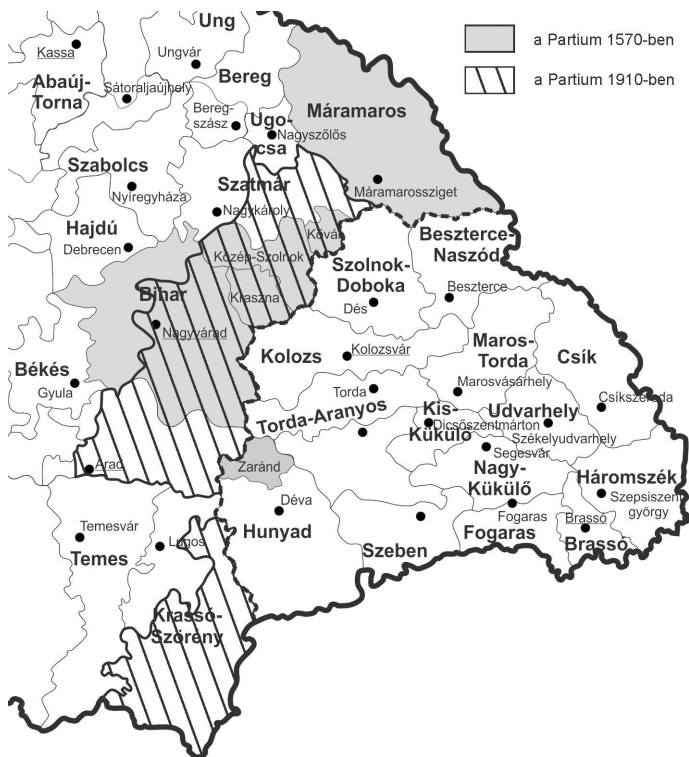 Ung
a Partium 1570-ben
Kassa
Ungvár
Bereg
a Partium 1910-ben
Abaúj-
Torna
Sátoraljaújhely
Bereg-
szász
Ugo-
csa
Nagyszőlős
Máramaros
Szabolcs
Nyíregyháza
Szatmár
Nagykároly
Máramarossziget
Hajdú
Debrecen
Kővár
Közép-Szolnok
Beszterce-
Naszód
Szolnok-
Doboka
Bihar
Kraszna
Dés
Beszterce
Nagyvárad
Kolozs
Kolozsvár
Maros-
Torda
Csík
Békés
Gyula
Torda
Marosvásárhely
Csíkszereda
Torda-Aranyos
Kis-
Küküllő
Dicsőszentmárton
Udvarhely
Székelyudvarhely
Segesvár
Arad
Zaránd
Nagy-
Küküllő
Háromszék
Szepsiszent
györgy
Déva
Hunyad
Fogaras
Brassó
Temesvár
Temes
Lugos
Szeben
Fogaras
Brassó
Krassó-
Szörény